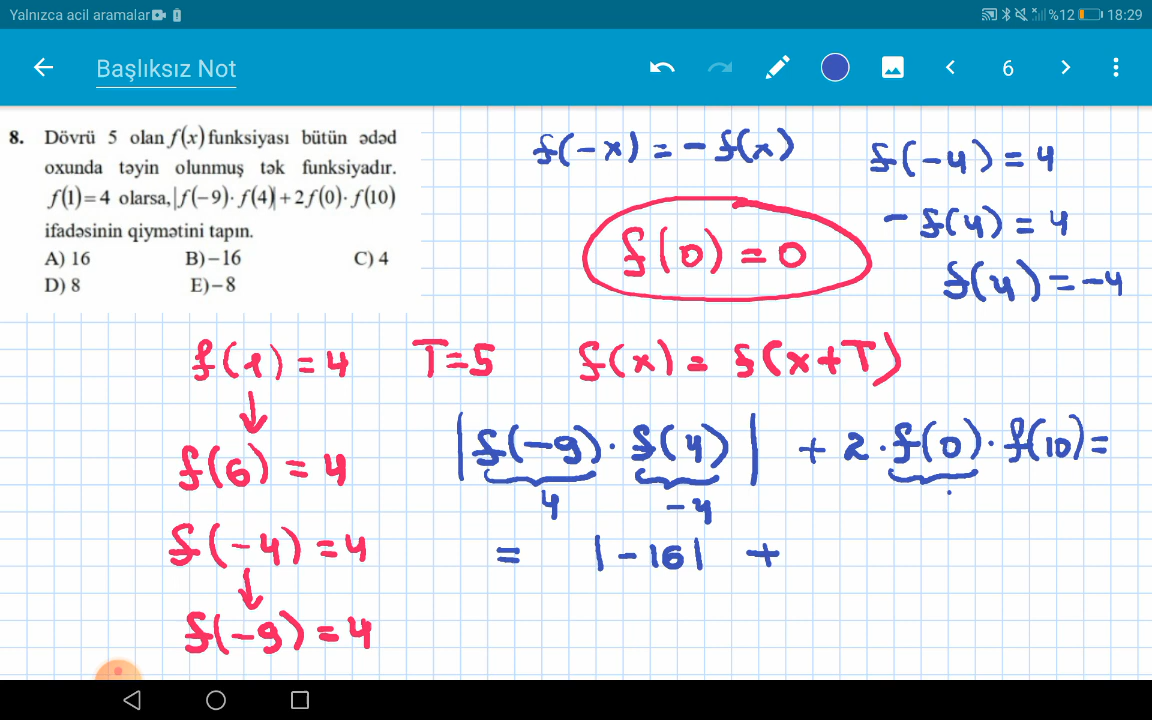 Yalnızca acil aramalar
%12 18:29
Başlıksız Not
6
8. Dövrü 5 olan f(x) funksiyası bütün ədəd
oxunda təyin olunmuş tək funksiyadır.
f(1)=4 olarsa, |f(−9)· f(4)|+2f(0)· f(10)
ifadəsinin qiymətini tapın.
A) 16 B)−16 C) 4
D) 8 E)−8
f(-x) = - f(x)
f(0) = 0
f(-4) = 4
- f(4) = 4
f(4) = -4
f(1) = 4 T=5 f(x) = f(x+T)
f(6) = 4
f(-4) = 4
f(-9) = 4
|f(-9) · f(4)| + 2 · f(0) · f(10) =
4 -4
= |-16| +